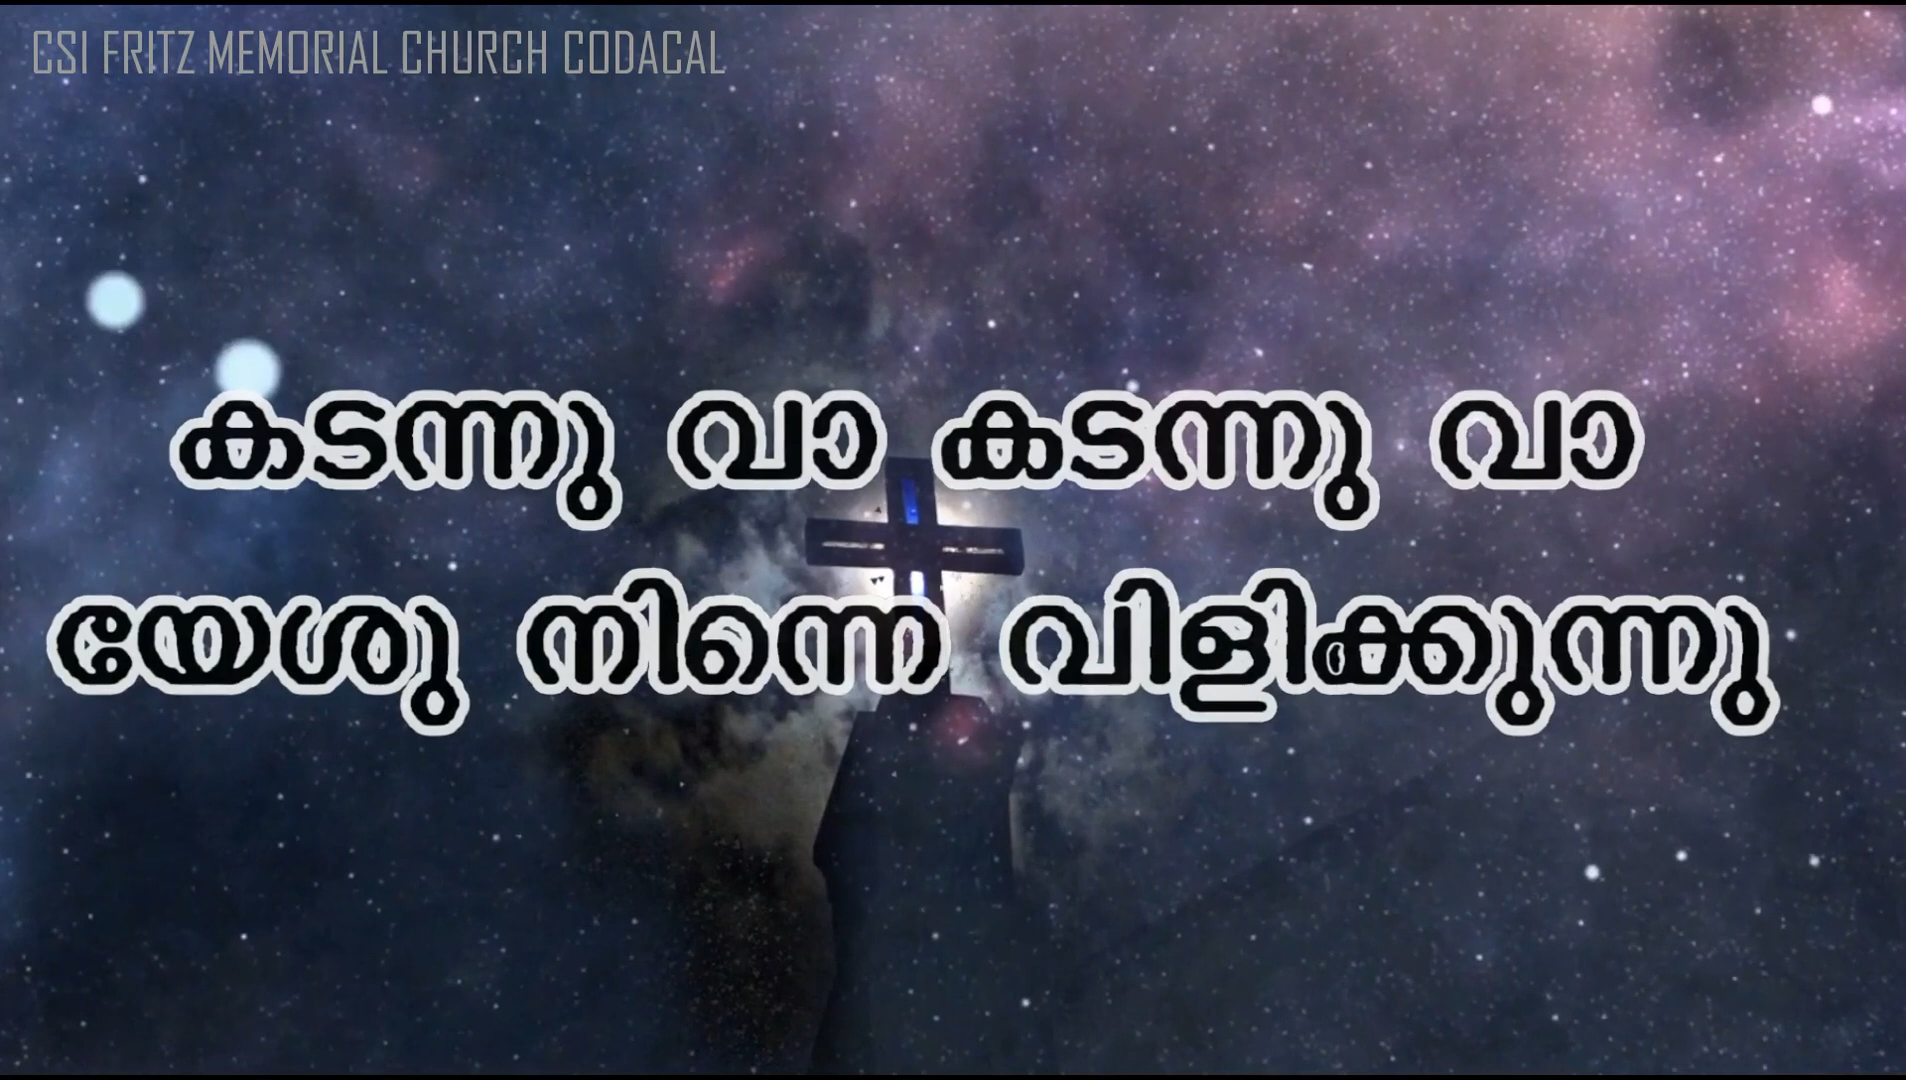 CSI FRITZ MEMORIAL CHURCH CODACAL
കടന്നു വാ കടന്നു വാ
യേശു നിന്നെ വിളിക്കുന്നു